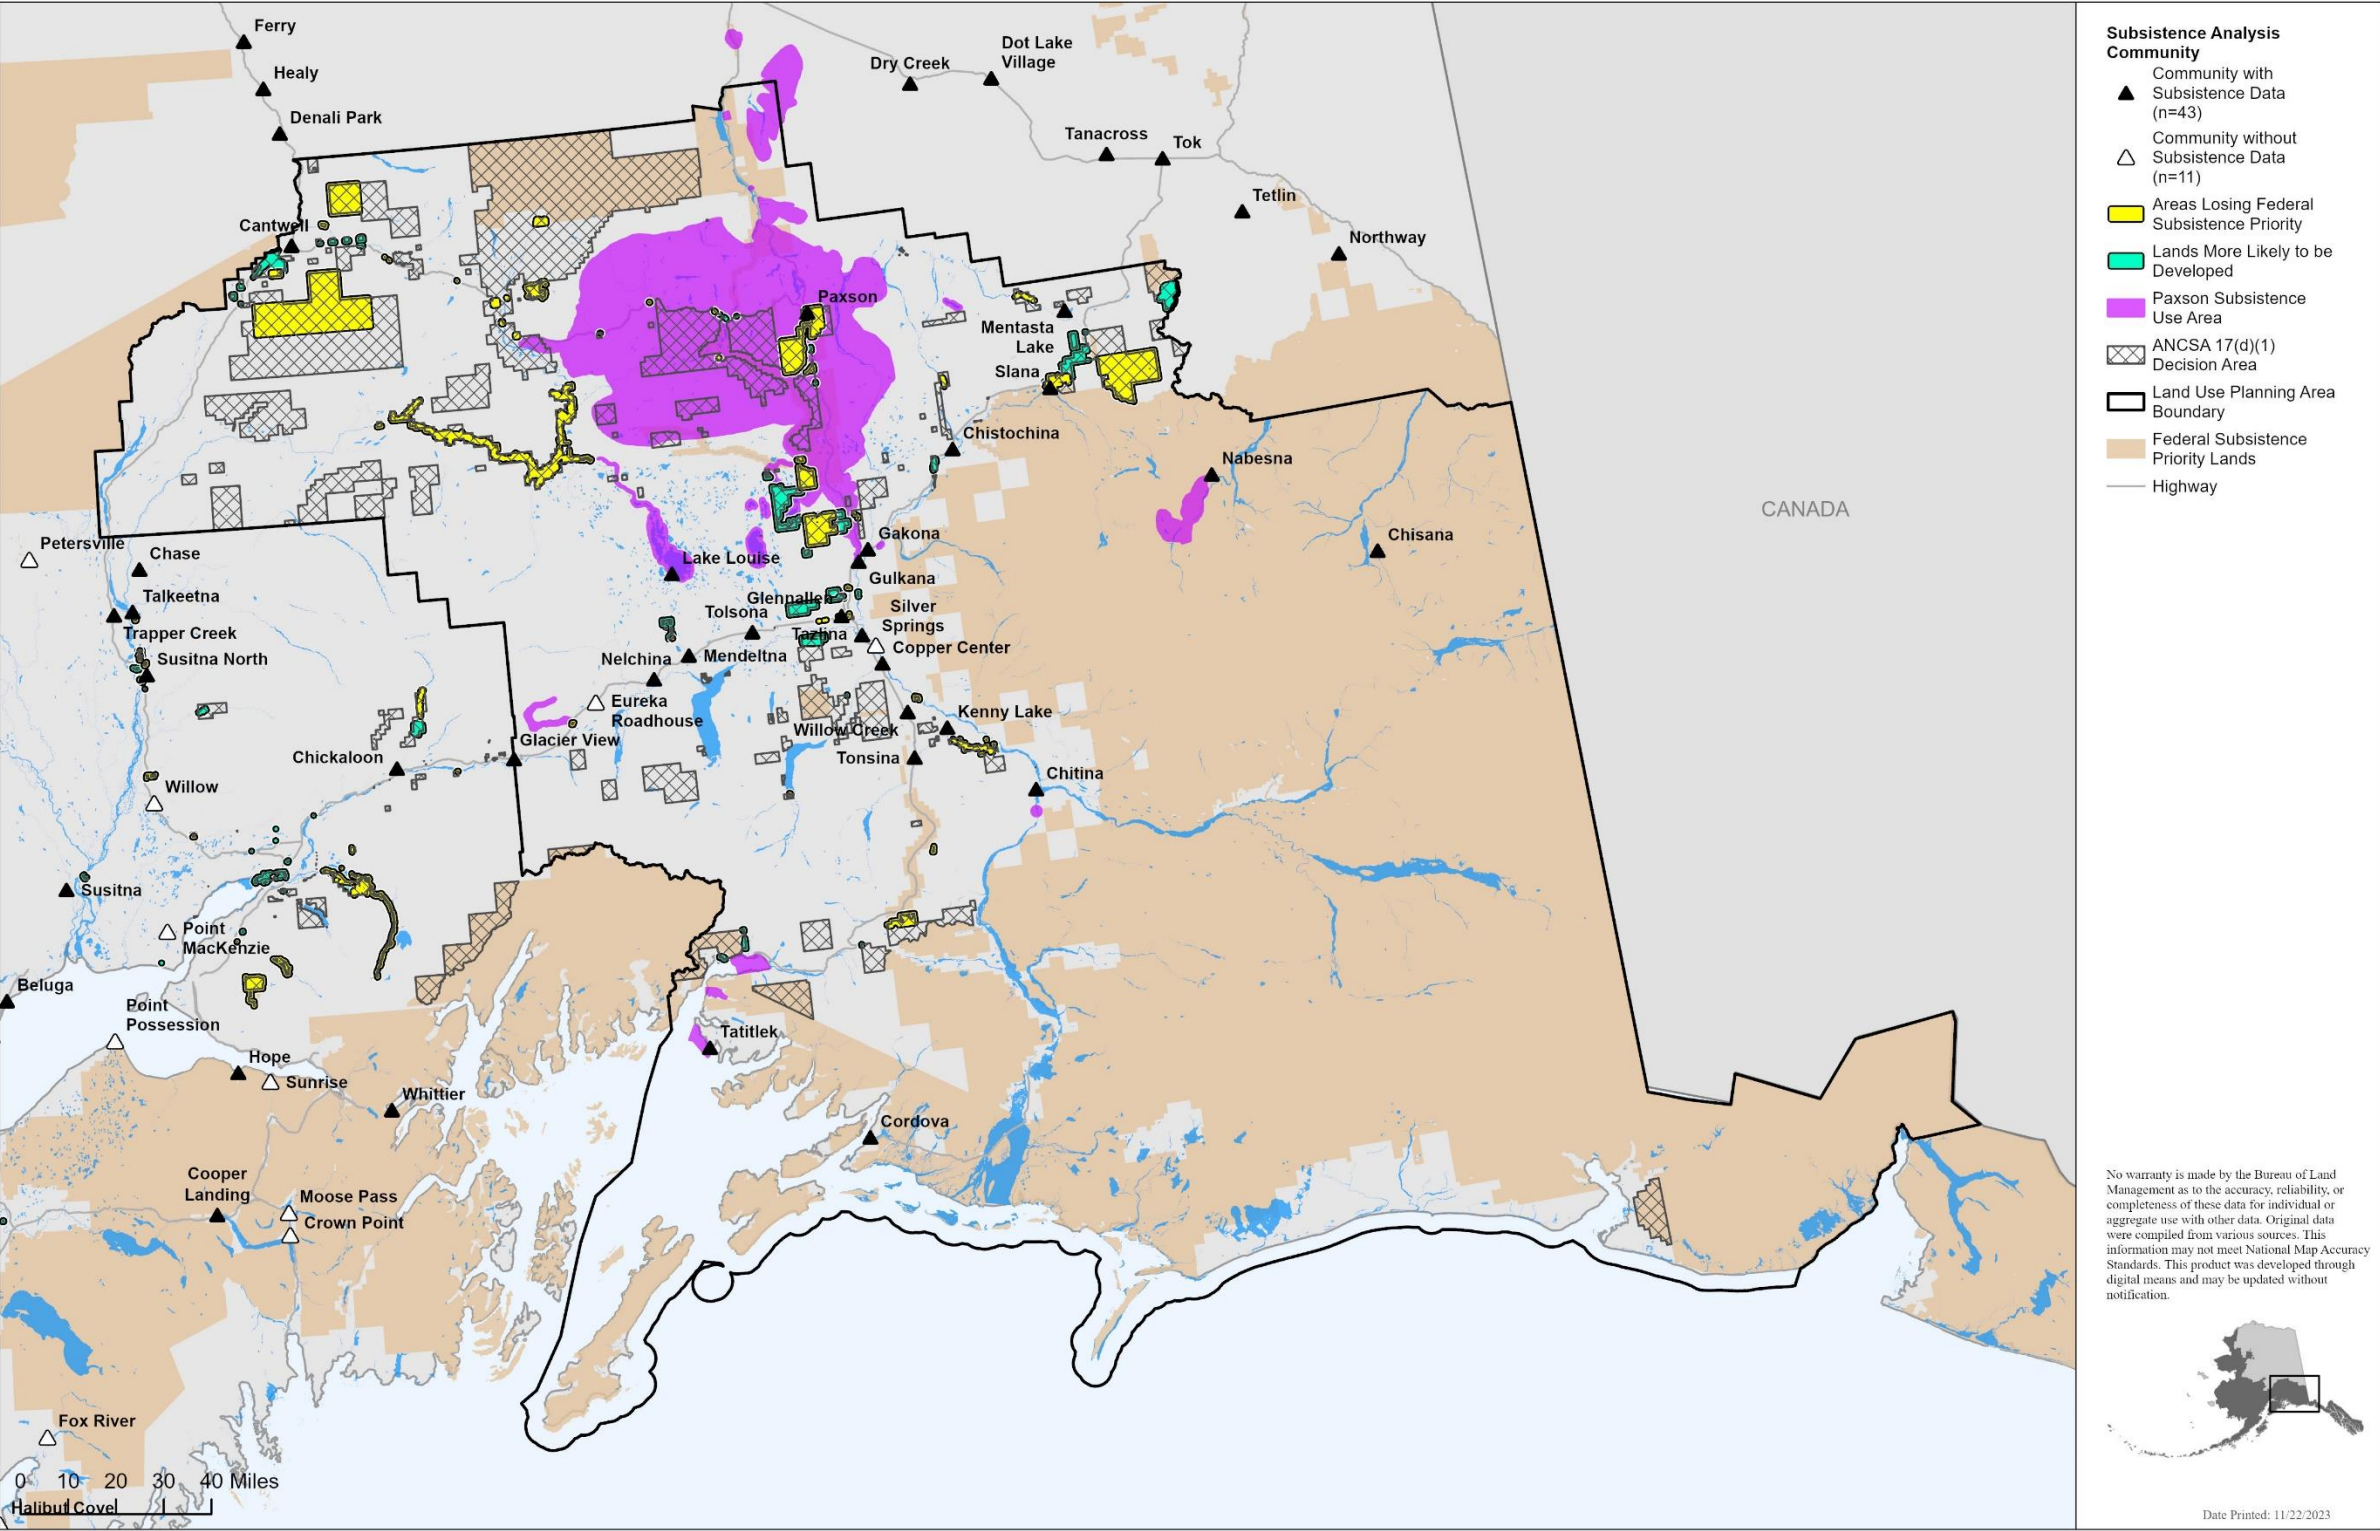 Ferry
Healy
Denali Park
Cantwell
Dry Creek
Dot Lake
Village
Tanacross
Tok
Tetlin
Northway
Paxson
Mentasta
Lake
Slana
Chistochina
Nabesna
Chisana
CANADA
Petersville
Chase
Talkeetna
Trapper Creek
Susitna North
Lake Louise
Gakona
Gulkana
Glennallen
Tolsona
Silver
Springs
Tazlina
Copper Center
Nelchina
Mendeltna
Eureka
Roadhouse
Glacier View
Chickaloon
Willow Creek
Kenny Lake
Tonsina
Chitina
Willow
Susitna
Point
MacKenzie
Beluga
Point
Possession
Hope
Sunrise
Whittier
Tatitlek
Cordova
Cooper
Landing
Moose Pass
Crown Point
Fox River
0 10 20 30 40 Miles
Halibut Cove
Subsistence Analysis
Community
Community with
Subsistence Data
(n=43)
Community without
Subsistence Data
(n=11)
Areas Losing Federal
Subsistence Priority
Lands More Likely to be
Developed
Paxson Subsistence
Use Area
ANCSA 17(d)(1)
Decision Area
Land Use Planning Area
Boundary
Federal Subsistence
Priority Lands
Highway
No warranty is made by the Bureau of Land
Management as to the accuracy, reliability, or
completeness of these data for individual or
aggregate use with other data. Original data
were compiled from various sources. This
information may not meet National Map Accuracy
Standards. This product was developed through
digital means and may be updated without
notification.
Date Printed: 11/22/2023